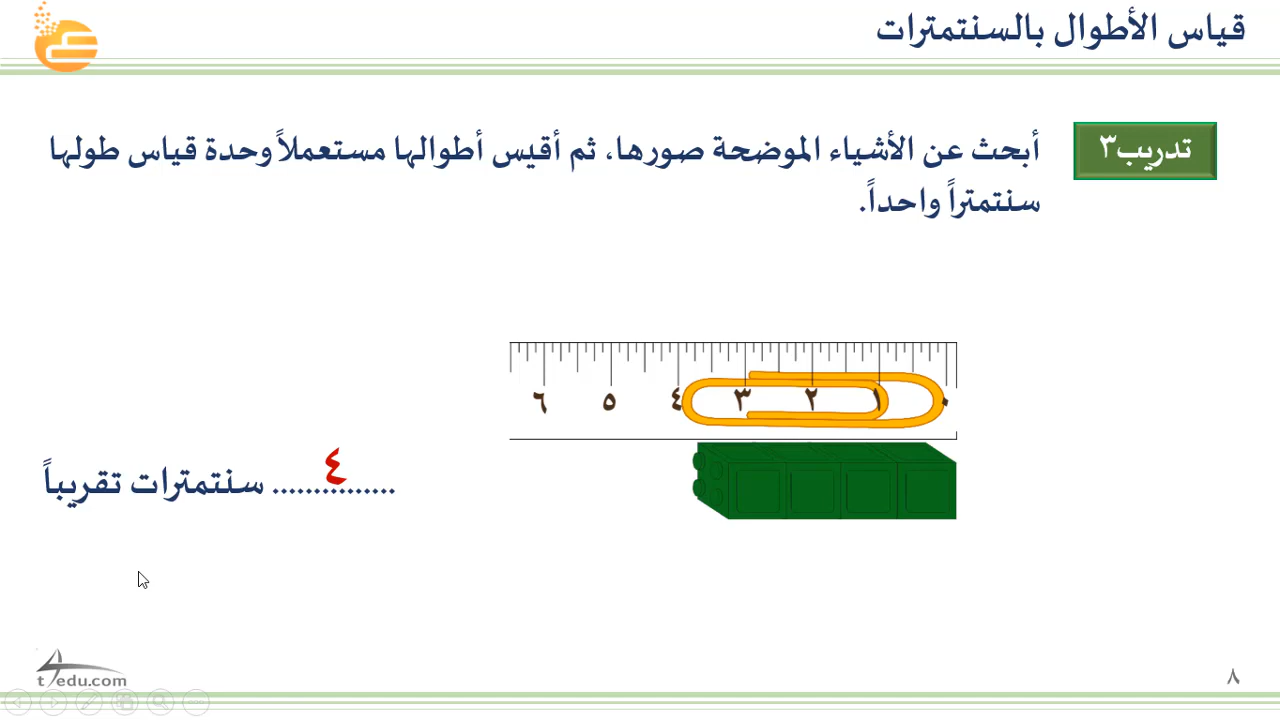 قياس الأطوال بالسنتمترات
تدريب٣
أبحث عن الأشياء الموضحة صورها، ثم أقيس أطوالها مستعملاً وحدة قياس طولها
سنتمتراً واحداً.
٠ ١ ٢ ٣ ٤ ٥ ٦
...............٤ سنتمترات تقريباً
t4edu.com
٨